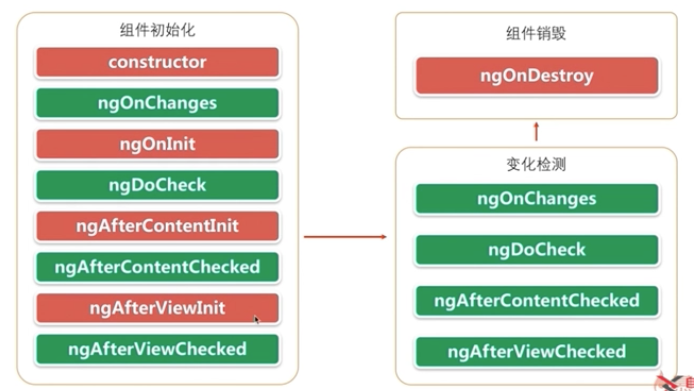 组件初始化
constructor
ngOnChanges
ngOnInit
ngDoCheck
ngAfterContentInit
ngAfterContentChecked
ngAfterViewInit
ngAfterViewChecked
组件销毁
ngOnDestroy
变化检测
ngOnChanges
ngDoCheck
ngAfterContentChecked
ngAfterViewChecked